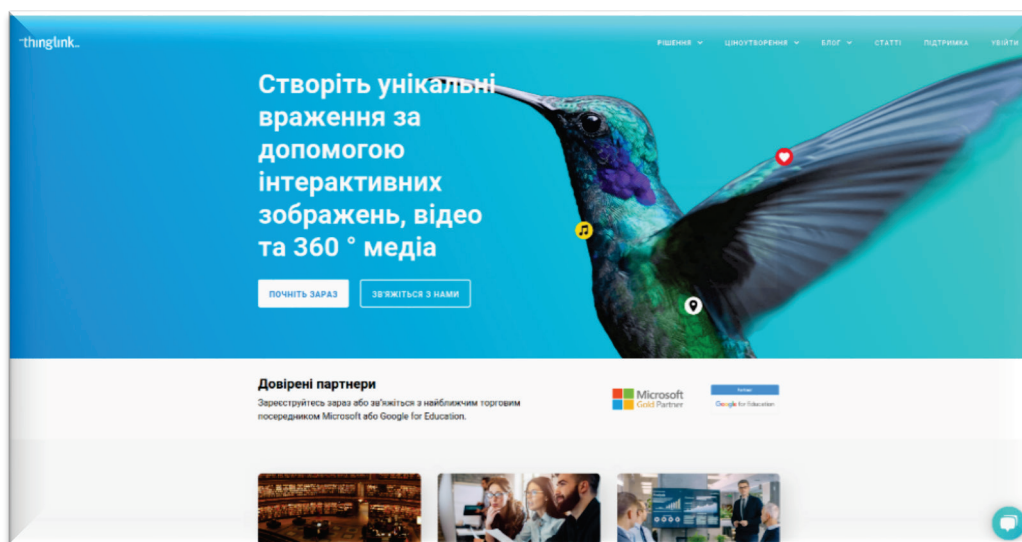 thinglink..
РІШЕННЯ
ЦІНОУТВОРЕННЯ
БЛОГ
СТАТТІ
ПІДТРИМКА
УВІЙТИ
Створіть унікальні
враження за
допомогою
інтерактивних
зображень, відео
та 360 ° медіа
ПОЧНІТЬ ЗАРАЗ
ЗВ'ЯЖІТЬСЯ З НАМИ
Довірені партнери
Зареєструйтесь зараз або зв'яжіться з найближчим торговим
посередником Microsoft або Google for Education.
Microsoft
Gold Partner
Partner
Google for Education